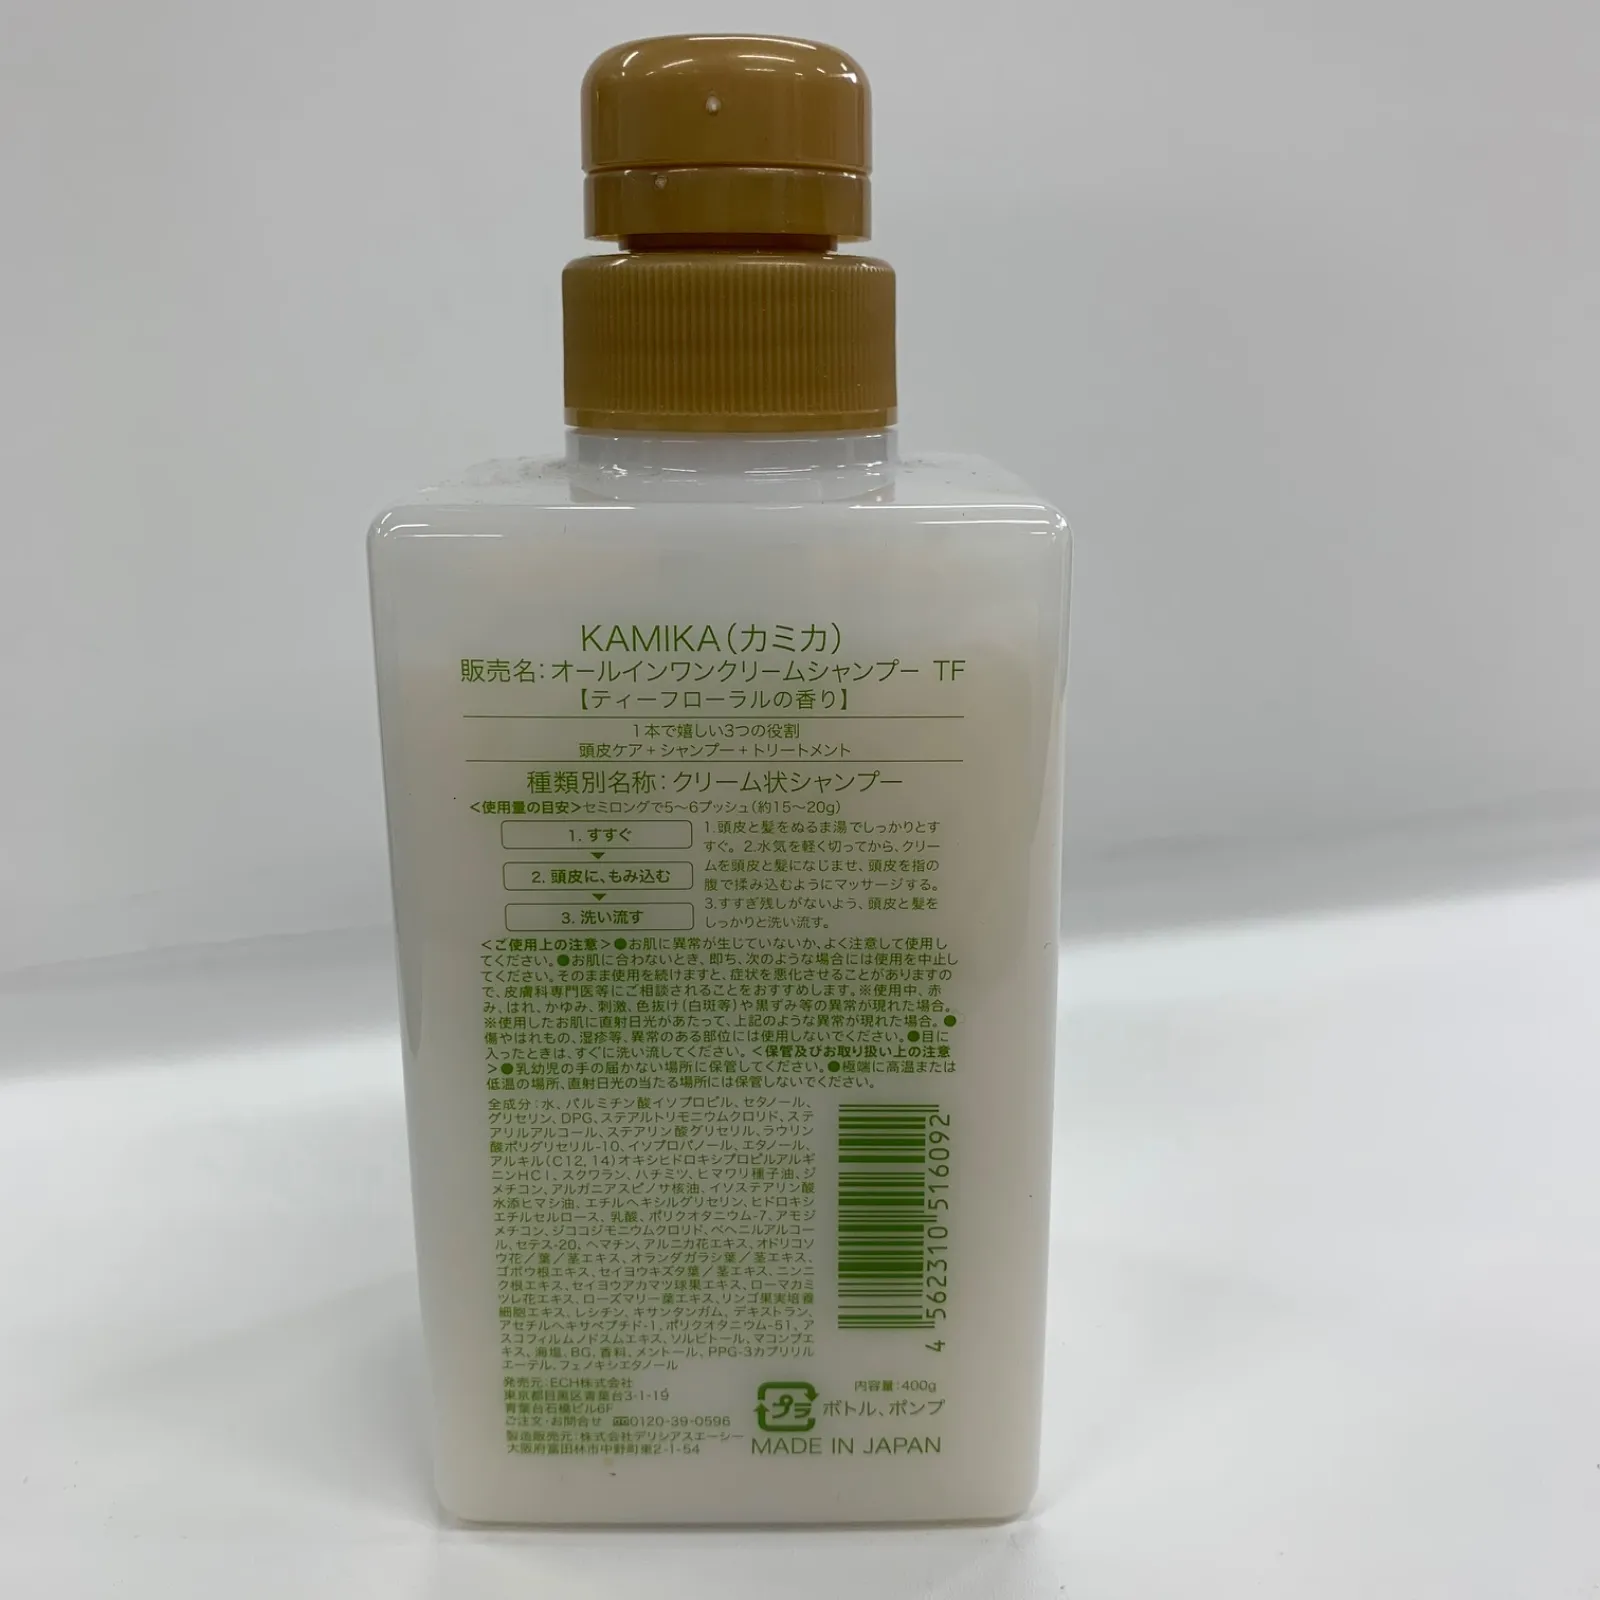 KAMIKA(カミカ)
販売名:オールインワンクリームシャンプー TF
【ティーフローラルの香り】
1本で嬉しい3つの役割
頭皮ケア+シャンプー+トリートメント
種類別名称:クリーム状シャンプー
<使用量の目安>セミロングで5〜6プッシュ(約15〜20g)
1. すすぐ
2. 頭皮に、もみ込む
3. 洗い流す
1.頭皮と髪をぬるま湯でしっかりとす
すぐ。2.水気を軽く切ってから、クリー
ムを頭皮と髪になじませ、頭皮を指の
腹で揉み込むようにマッサージする。
3.すすぎ残しがないよう、頭皮と髪を
しっかりと洗い流す。
<ご使用上の注意>●お肌に異常が生じていないか、よく注意して使用し
てください。●お肌に合わないとき、即ち、次のような場合には使用を中止し
てください。そのまま使用を続けますと、症状を悪化させることがありますの
で、皮膚科専門医等にご相談されることをおすすめします。※使用中、赤
み、はれ、かゆみ、刺激、色抜け(白斑等)や黒ずみ等の異常が現れた場合。
※使用したお肌に直射日光があたって、上記のような異常が現れた場合。●
傷やはれもの、湿疹等、異常のある部位には使用しないでください。●目に
入ったときは、すぐに洗い流してください。<保管及びお取り扱い上の注意
>●乳幼児の手の届かない場所に保管してください。●極端に高温または
低温の場所、直射日光の当たる場所には保管しないでください。
全成分:水、パルミチン酸イソプロピル、セタノール、
グリセリン、DPG、ステアルトリモニウムクロリド、ステ
アリルアルコール、ステアリン酸グリセリル、ラウリン
酸ポリグリセリル-10、イソプロパノール、エタノール、
アルキル(C12, 14)オキシヒドロキシプロピルアルギ
ニンHCl、スクワラン、ハチミツ、ヒマワリ種子油、ジ
メチコン、アルガニアスピノサ核油、イソステアリン酸
水添ヒマシ油、エチルヘキシルグリセリン、ヒドロキシ
エチルセルロース、乳酸、ポリクオタニウム-7、アモジ
メチコン、ジココジモニウムクロリド、ベヘニルアルコー
ル、セテス-20、ヘマチン、アルニカ花エキス、オドリコソ
ウ花/葉/茎エキス、オランダガラシ葉/茎エキス、
ゴボウ根エキス、セイヨウキズタ葉/茎エキス、ニンニ
ク根エキス、セイヨウアカマツ球果エキス、ローマカミ
ツレ花エキス、ローズマリー葉エキス、リンゴ果実培養
細胞エキス、レシチン、キサンタンガム、デキストラン、
アセチルヘキサペプチド-1、ポリクオタニウム-51、ア
スコフィルムノドスムエキス、ソルビトール、マコンブエ
キス、海塩、BG、香料、メントール、PPG-3カプリリル
エーテル、フェノキシエタノール
4 562310 516092
発売元:ECH株式会社
東京都目黒区青葉台3-1-19
青葉台石橋ビル6F
ご注文・お問合せ 0120-39-0596
製造販売元:株式会社デリシアスエーシー
大阪府富田林市中野町東2-1-54
内容量:400g
プラ ボトル、ポンプ
MADE IN JAPAN